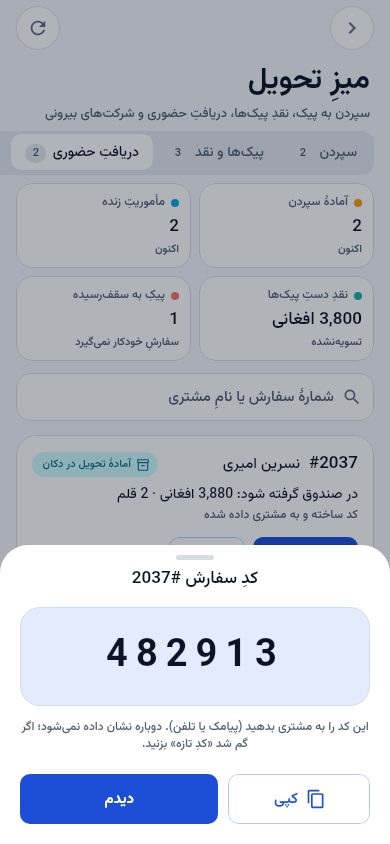 میزِ تحویل
سپردن به پیک، نقدِ پیک‌ها، دریافتِ حضوری و شرکت‌های بیرونی
سپردن 2 پیک‌ها و نقد 3 دریافتِ حضوری 2
آمادهٔ سپردن
2
اکنون
مأموریتِ زنده
2
اکنون
نقدِ دستِ پیک‌ها
3,800 افغانی
تسویه‌نشده
پیکِ به سقف‌رسیده
1
سفارشِ خودکار نمی‌گیرد
شمارهٔ سفارش یا نامِ مشتری
#2037 نسرین امیری
آمادهٔ تحویل در دکان
در صندوق گرفته شود: 3,880 افغانی · 2 قلم
کد ساخته و به مشتری داده شده
کدِ سفارش #2037
482913
این کد را به مشتری بدهید (پیامک یا تلفن). دوباره نشان داده نمی‌شود؛ اگر
گم شد «کدِ تازه» بزنید.
کپی
دیدم